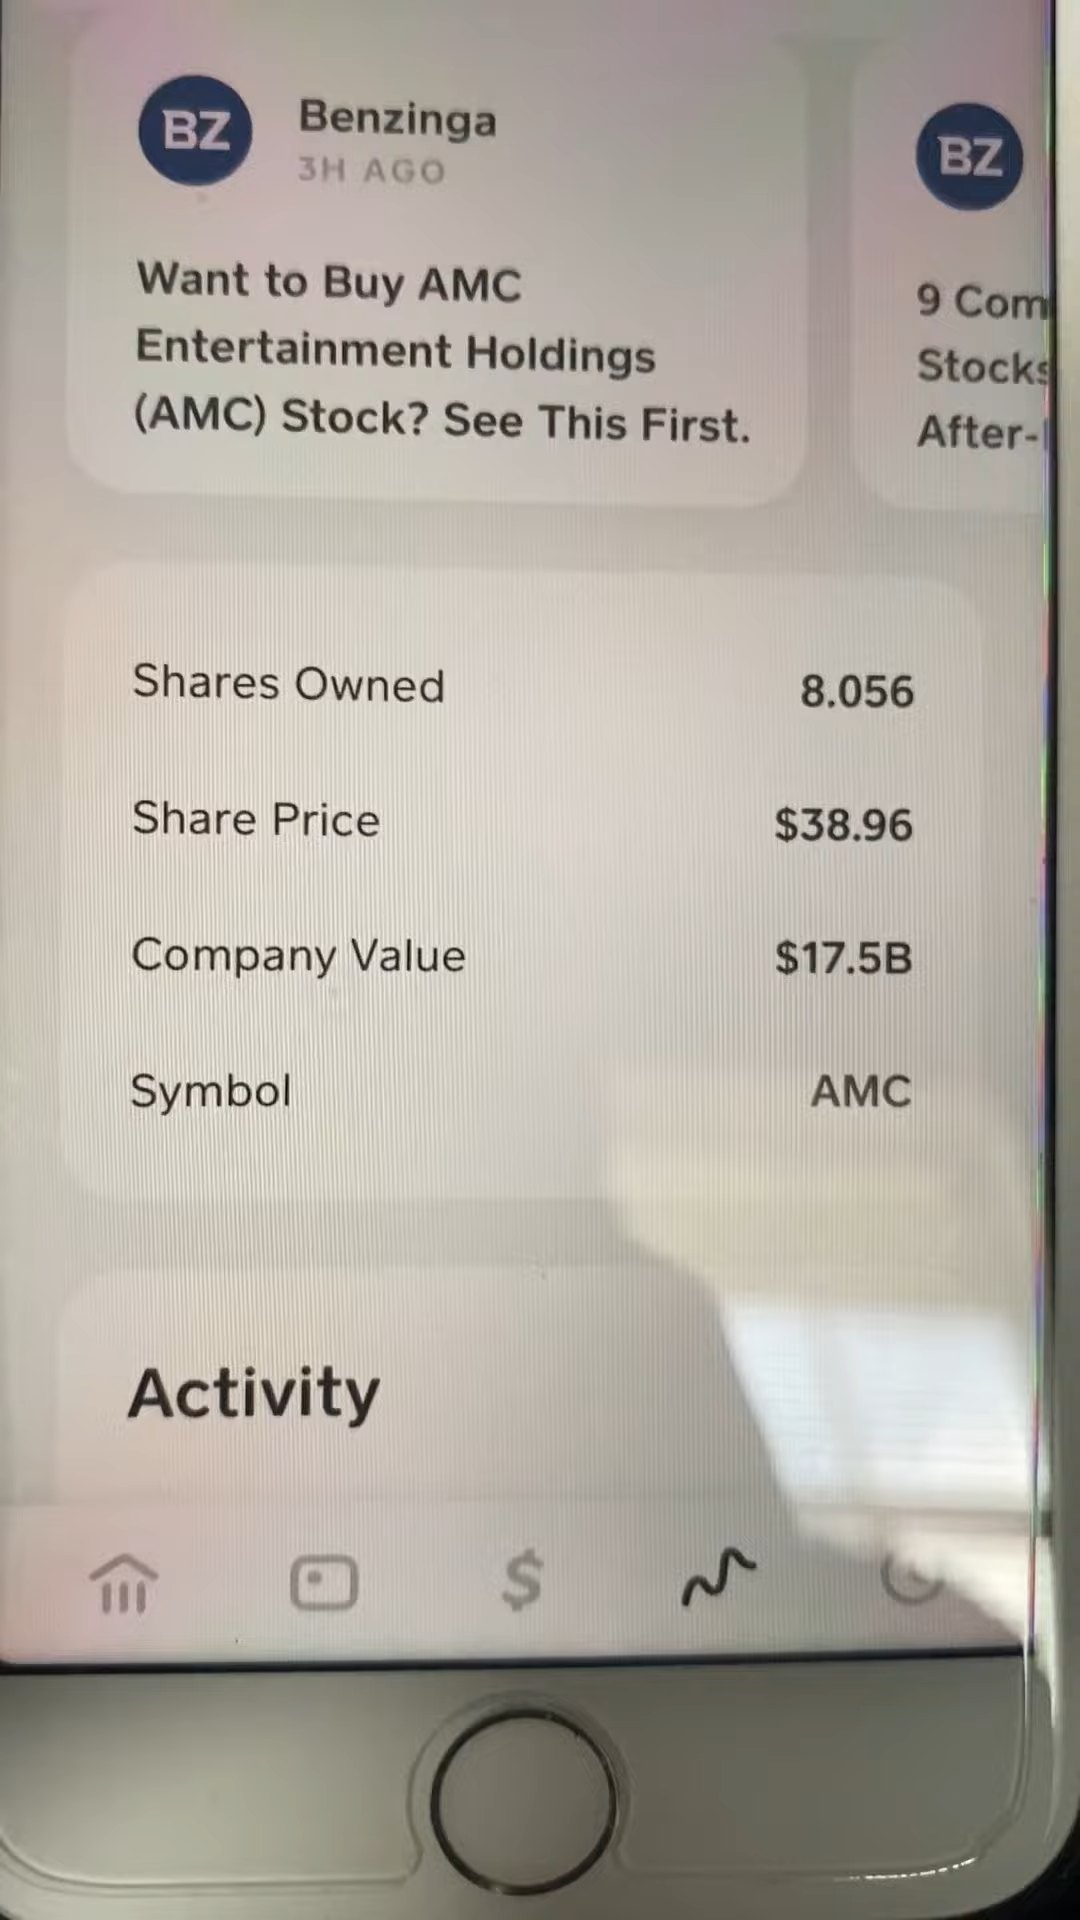 BZ
Benzinga
3H AGO
Want to Buy AMC
Entertainment Holdings
(AMC) Stock? See This First.
BZ
9 Com
Stocks
After-
Shares Owned 8.056
Share Price $38.96
Company Value $17.5B
Symbol AMC
Activity
$